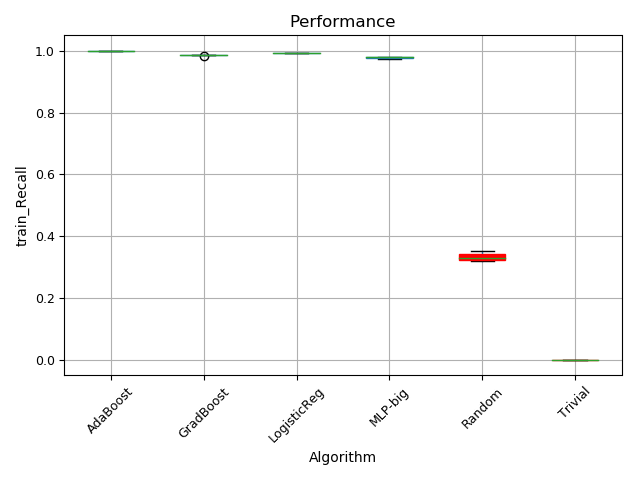 Performance
1.0
0.8
0.6
0.4
0.2
0.0
train_Recall
AdaBoost
GradBoost
LogisticReg
MLP-big
Random
Trivial
Algorithm